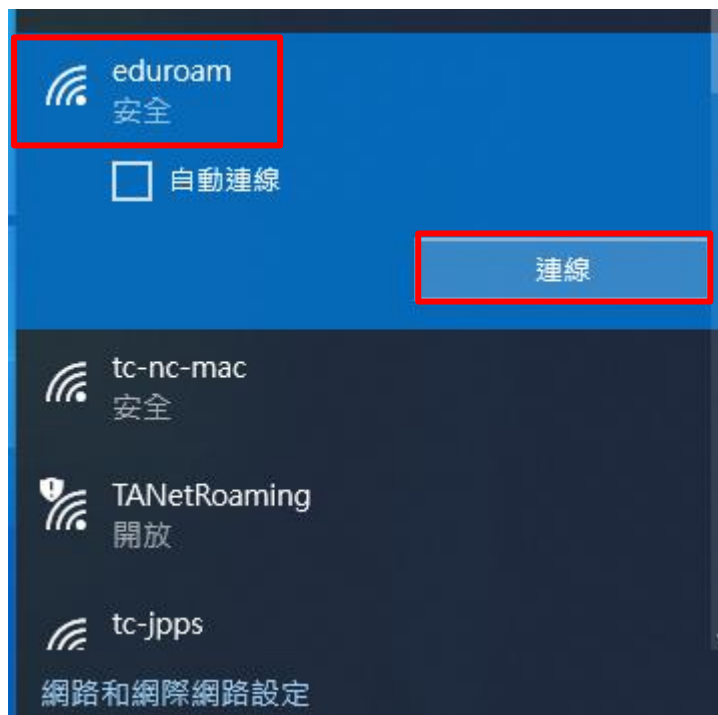 eduroam
安全
自動連線
連線
tc-nc-mac
安全
TANetRoaming
開放
tc-jpps
網路和網際網路設定